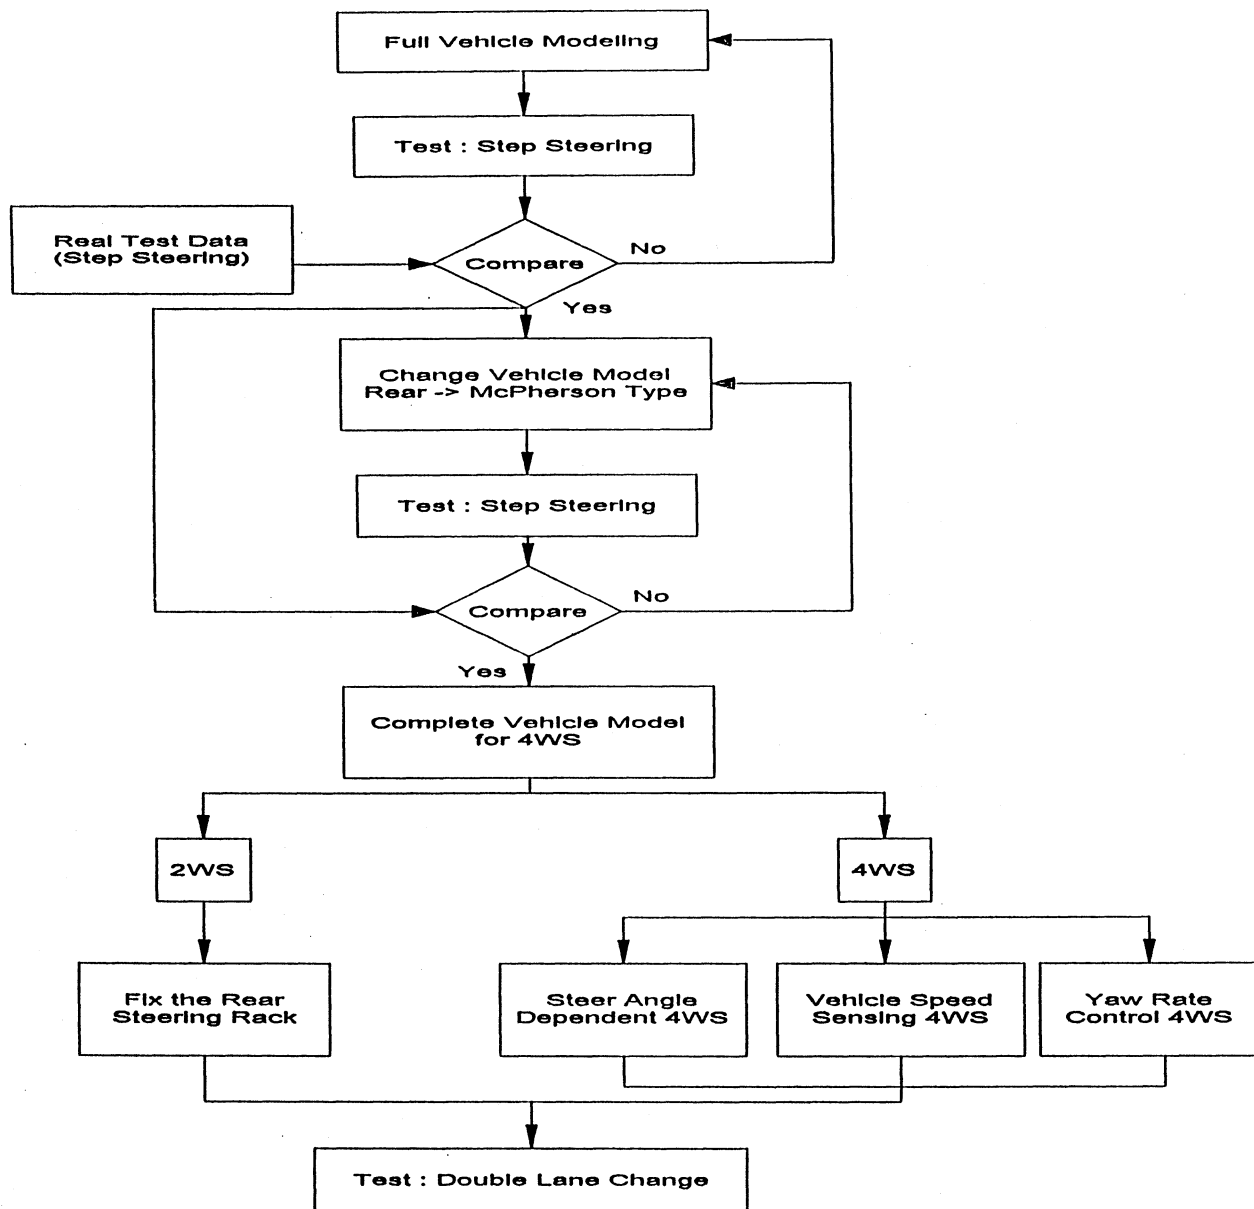 Full Vehicle Modeling
Test : Step Steering
Real Test Data
(Step Steering)
Compare
No
Yes
Change Vehicle Model
Rear -> McPherson Type
Test : Step Steering
Compare
No
Yes
Complete Vehicle Model
for 4WS
2WS
4WS
Fix the Rear
Steering Rack
Steer Angle
Dependent 4WS
Vehicle Speed
Sensing 4WS
Yaw Rate
Control 4WS
Test : Double Lane Change